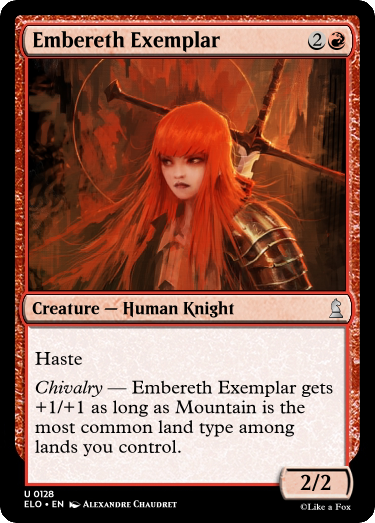 Embereth Exemplar 2
Creature — Human Knight
Haste
Chivalry — Embereth Exemplar gets
+1/+1 as long as Mountain is the
most common land type among
lands you control.
2/2
U 0128
ELO • EN Alexandre Chaudret
©Like a Fox